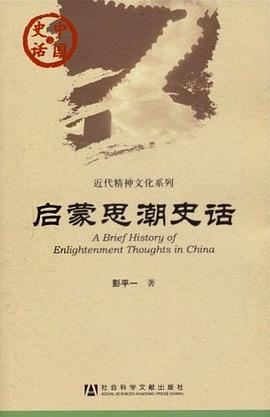 中国
史话
近代精神文化系列
启蒙思潮史话
A Brief History of
Enlightenment Thoughts in China
彭平一 著
社会科学文献出版社
SOCIAL SCIENCES ACADEMIC PRESS (CHINA)